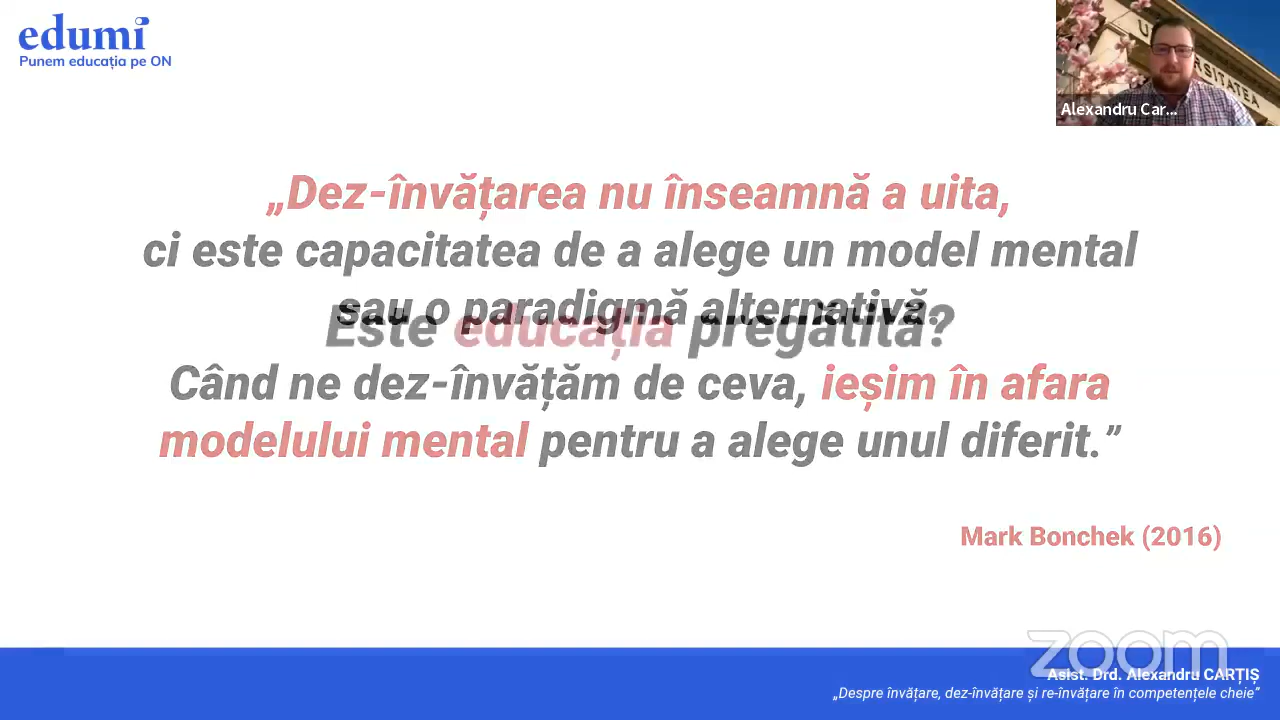 edumi
Punem educația pe ON
UNIVERSITATEA
Alexandru Car...
„Dez-învățarea nu înseamnă a uita,
ci este capacitatea de a alege un model mental
sau o paradigmă alternativă.
Este educația pregătită?
Când ne dez-învățăm de ceva, ieșim în afara
modelului mental pentru a alege unul diferit.”
Mark Bonchek (2016)
zoom
Asist. Drd. Alexandru CARTIȘ
„Despre învățare, dez-învățare și re-învățare în competențele cheie”